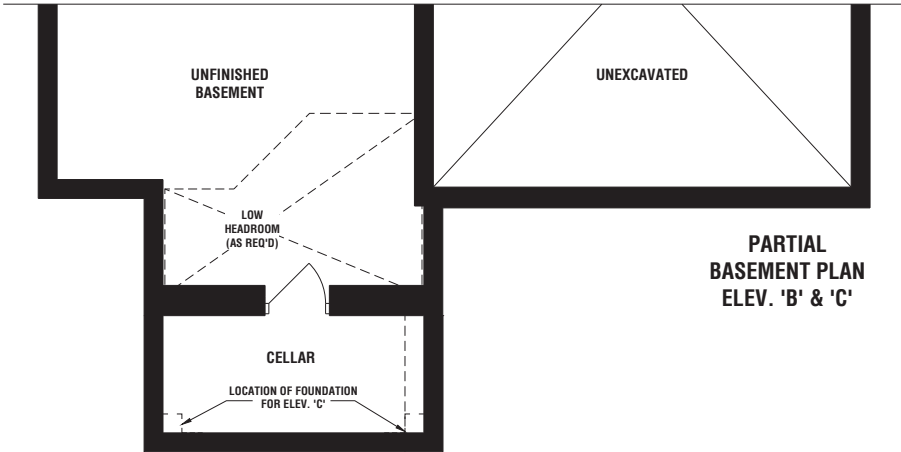 UNFINISHED
BASEMENT
UNEXCAVATED
LOW
HEADROOM
(AS REQ'D)
PARTIAL
BASEMENT PLAN
ELEV. 'B' & 'C'
CELLAR
LOCATION OF FOUNDATION
FOR ELEV. 'C'